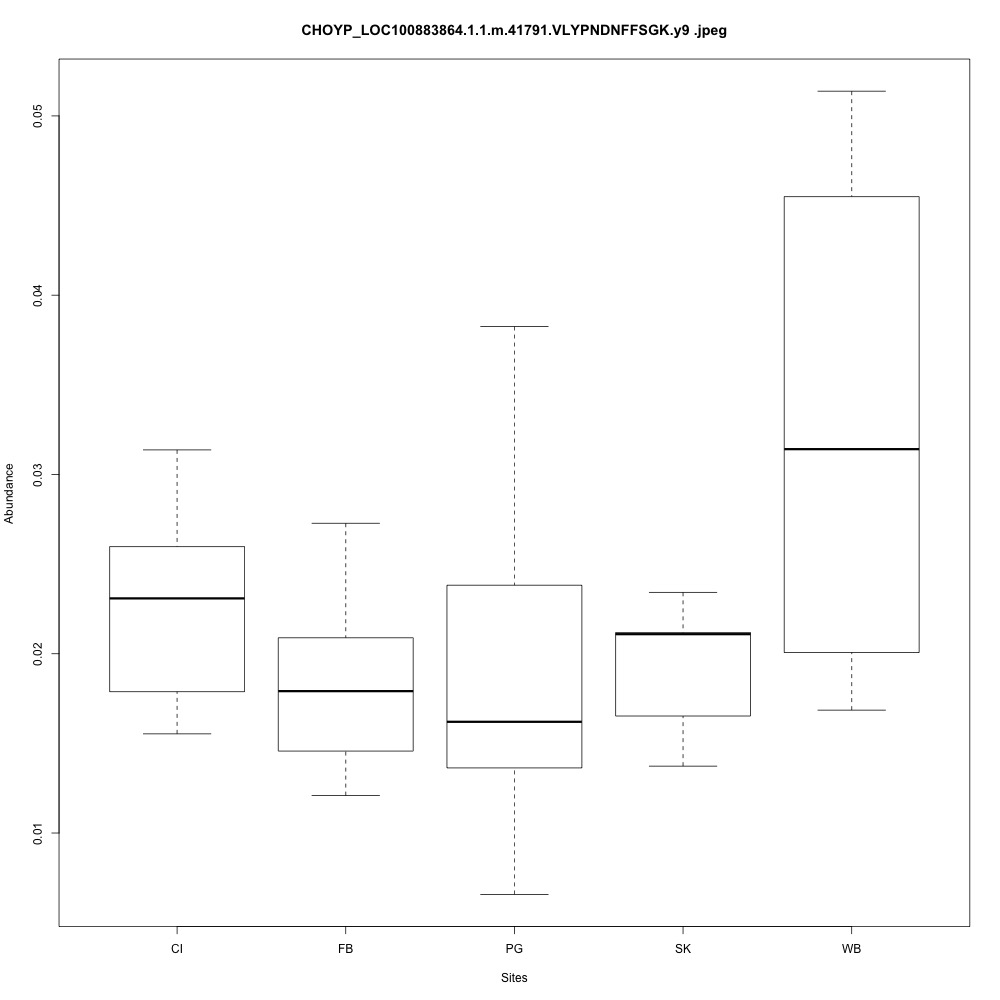 CHOYP_LOC100883864.1.1.m.41791.VLYPNDNFFSGK.y9 .jpeg
0.05
0.04
0.03
0.02
0.01
Abundance
CI FB PG SK WB
Sites